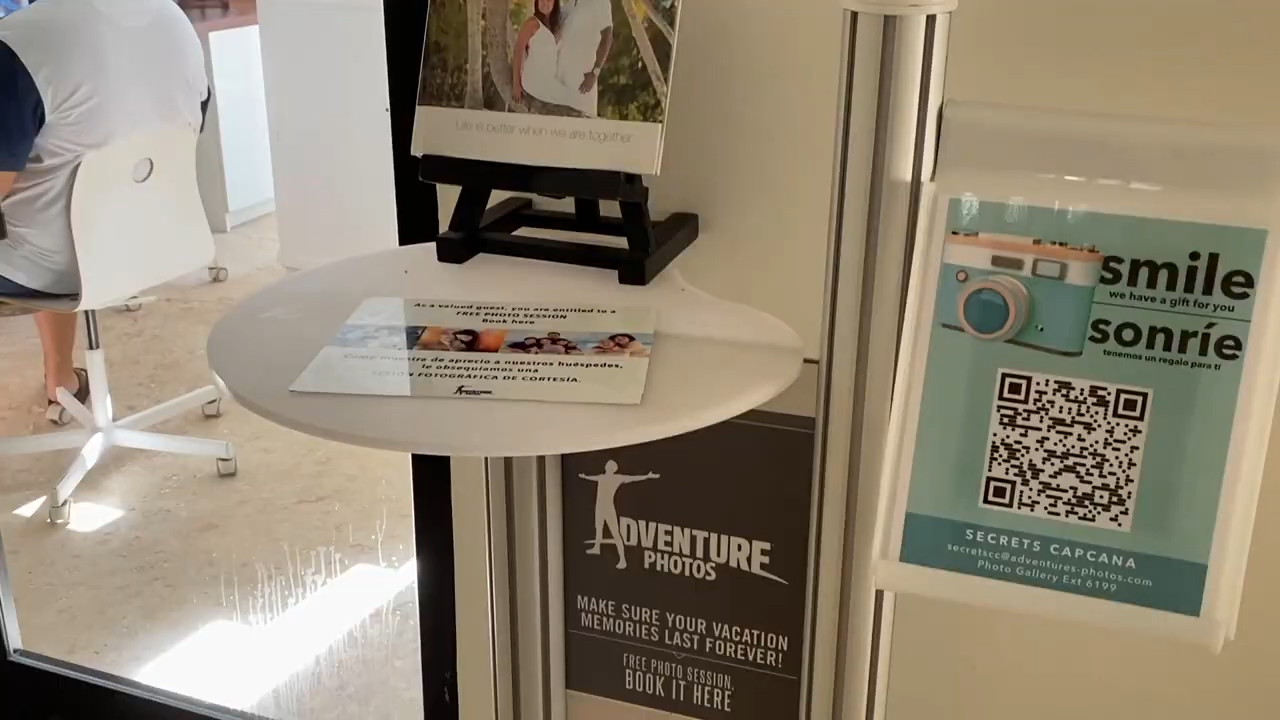 Life is better when we are together
As a valued guest, you are entitled to a
FREE PHOTO SESSION
Book here
Como muestra de aprecio a nuestros huéspedes,
le obsequiamos una
SESIÓN FOTOGRÁFICA DE CORTESÍA.
ADVENTURE
PHOTOS
ADVENTURE
PHOTOS
MAKE SURE YOUR VACATION
MEMORIES LAST FOREVER!
FREE PHOTO SESSION,
BOOK IT HERE
smile
we have a gift for you
sonríe
tenemos un regalo para tí
SECRETS CAPCANA
secretscc@adventures-photos.com
Photo Gallery Ext 6199